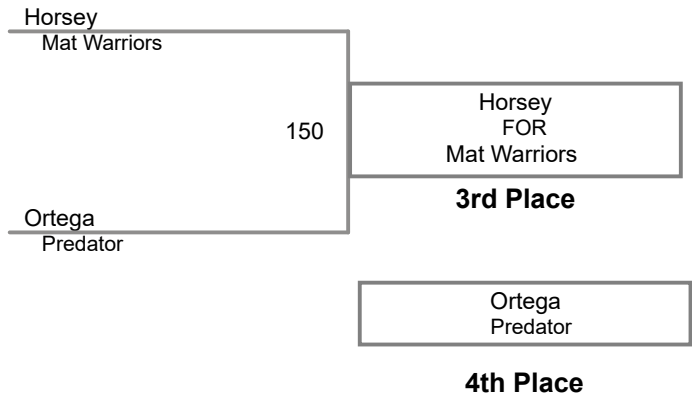 Horsey
Mat Warriors
150
Horsey
FOR
Mat Warriors
3rd Place
Ortega
Predator
Ortega
Predator
4th Place